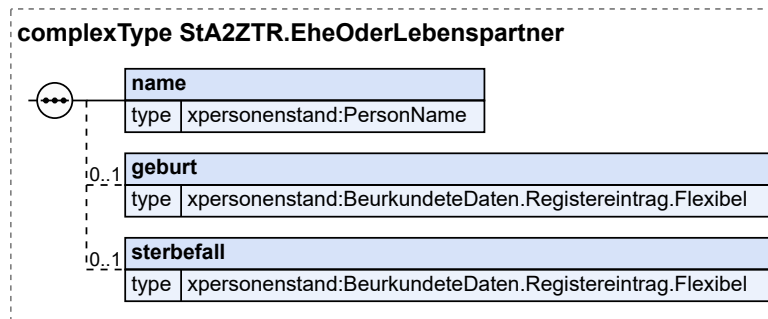 complexType StA2ZTR.EheOderLebenspartner
name
type xpersonenstand:PersonName
0..1
geburt
type xpersonenstand:BeurkundeteDaten.Registereintrag.Flexibel
0..1
sterbefall
type xpersonenstand:BeurkundeteDaten.Registereintrag.Flexibel